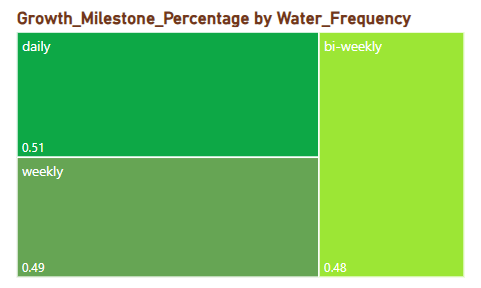 Growth_Milestone_Percentage by Water_Frequency
daily
0.51
weekly
0.49
bi-weekly
0.48